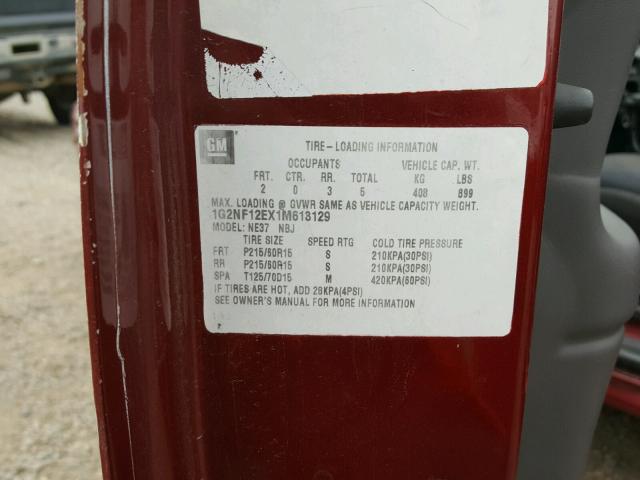 GM
TIRE-LOADING INFORMATION
OCCUPANTS VEHICLE CAP. WT.
FRT. CTR. RR. TOTAL KG LBS
2 0 3 5 408 899
MAX. LOADING @ GVWR SAME AS VEHICLE CAPACITY WEIGHT.
1G2NF12EX1M613129
MODEL: NE37 NBJ
TIRE SIZE SPEED RTG COLD TIRE PRESSURE
FRT P215/60R15 S 210KPA(30PSI)
RR P215/60R15 S 210KPA(30PSI)
SPA T125/70D15 M 420KPA(60PSI)
IF TIRES ARE HOT, ADD 28KPA(4PSI)
SEE OWNER'S MANUAL FOR MORE INFORMATION